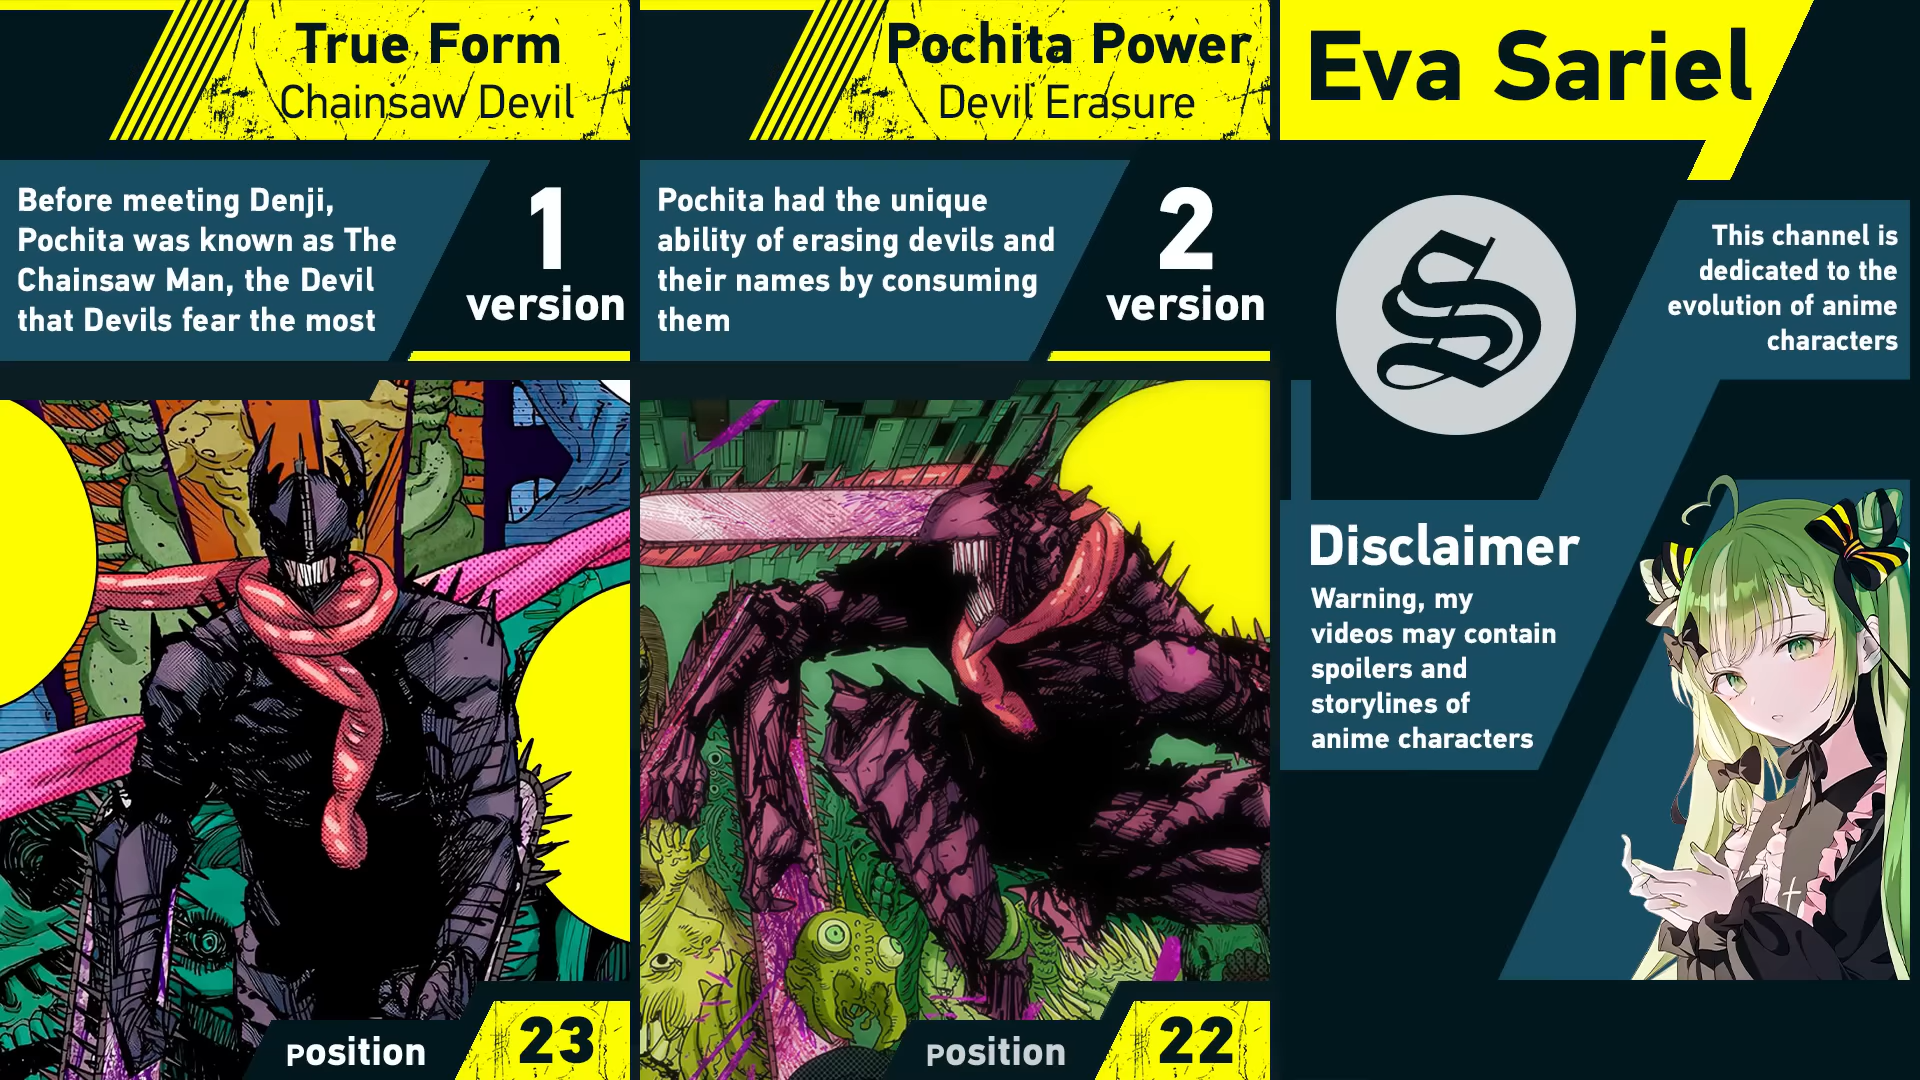 True Form
Chainsaw Devil
Before meeting Denji,
Pochita was known as The
Chainsaw Man, the Devil
that Devils fear the most
1
version
position
23
Pochita Power
Devil Erasure
Pochita had the unique
ability of erasing devils and
their names by consuming
them
2
version
position
22
Eva Sariel
S
This channel is
dedicated to the
evolution of anime
characters
Disclaimer
Warning, my
videos may contain
spoilers and
storylines of
anime characters